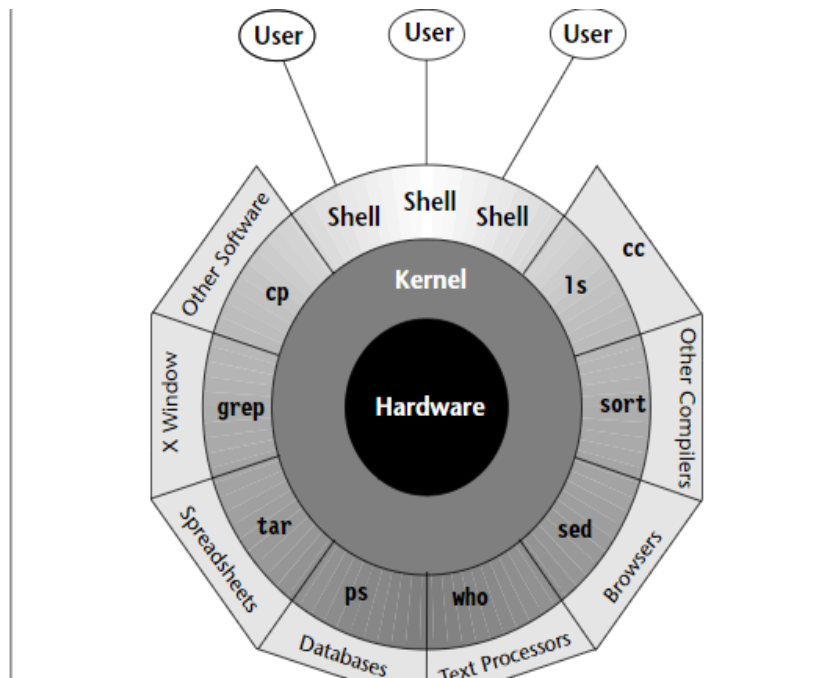 User
User
User
Shell
Shell
Shell
Other Software
cp
Kernel
ls
cc
X Window
grep
Hardware
sort
Other Compilers
Spreadsheets
tar
sed
Browsers
ps
who
Databases
Text Processors